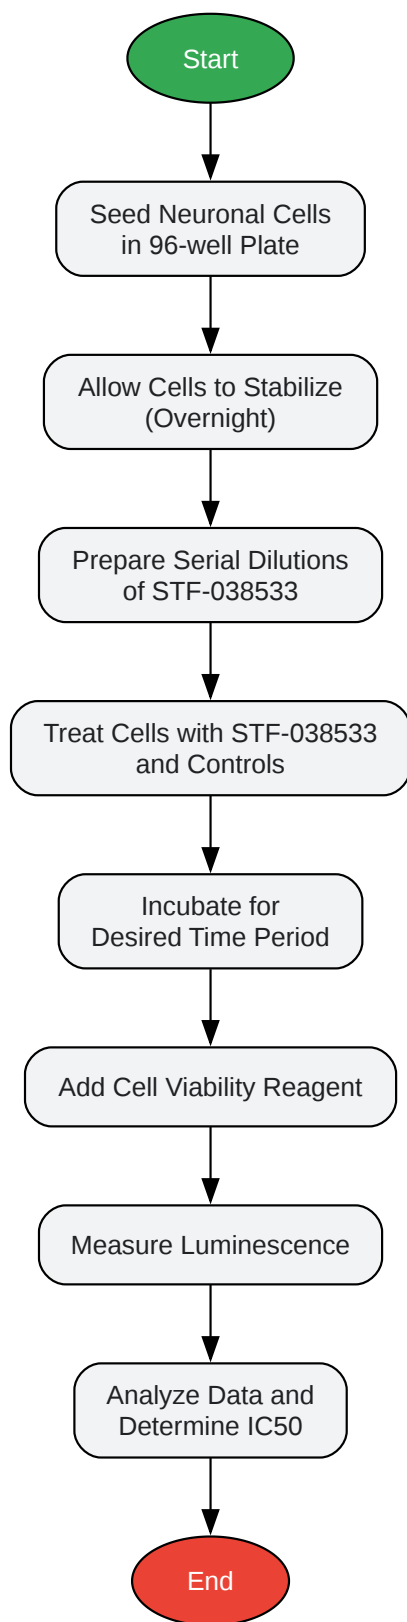 Start
Seed Neuronal Cells
in 96-well Plate
Allow Cells to Stabilize
(Overnight)
Prepare Serial Dilutions
of STF-038533
Treat Cells with STF-038533
and Controls
Incubate for
Desired Time Period
Add Cell Viability Reagent
Measure Luminescence
Analyze Data and
Determine IC50
End